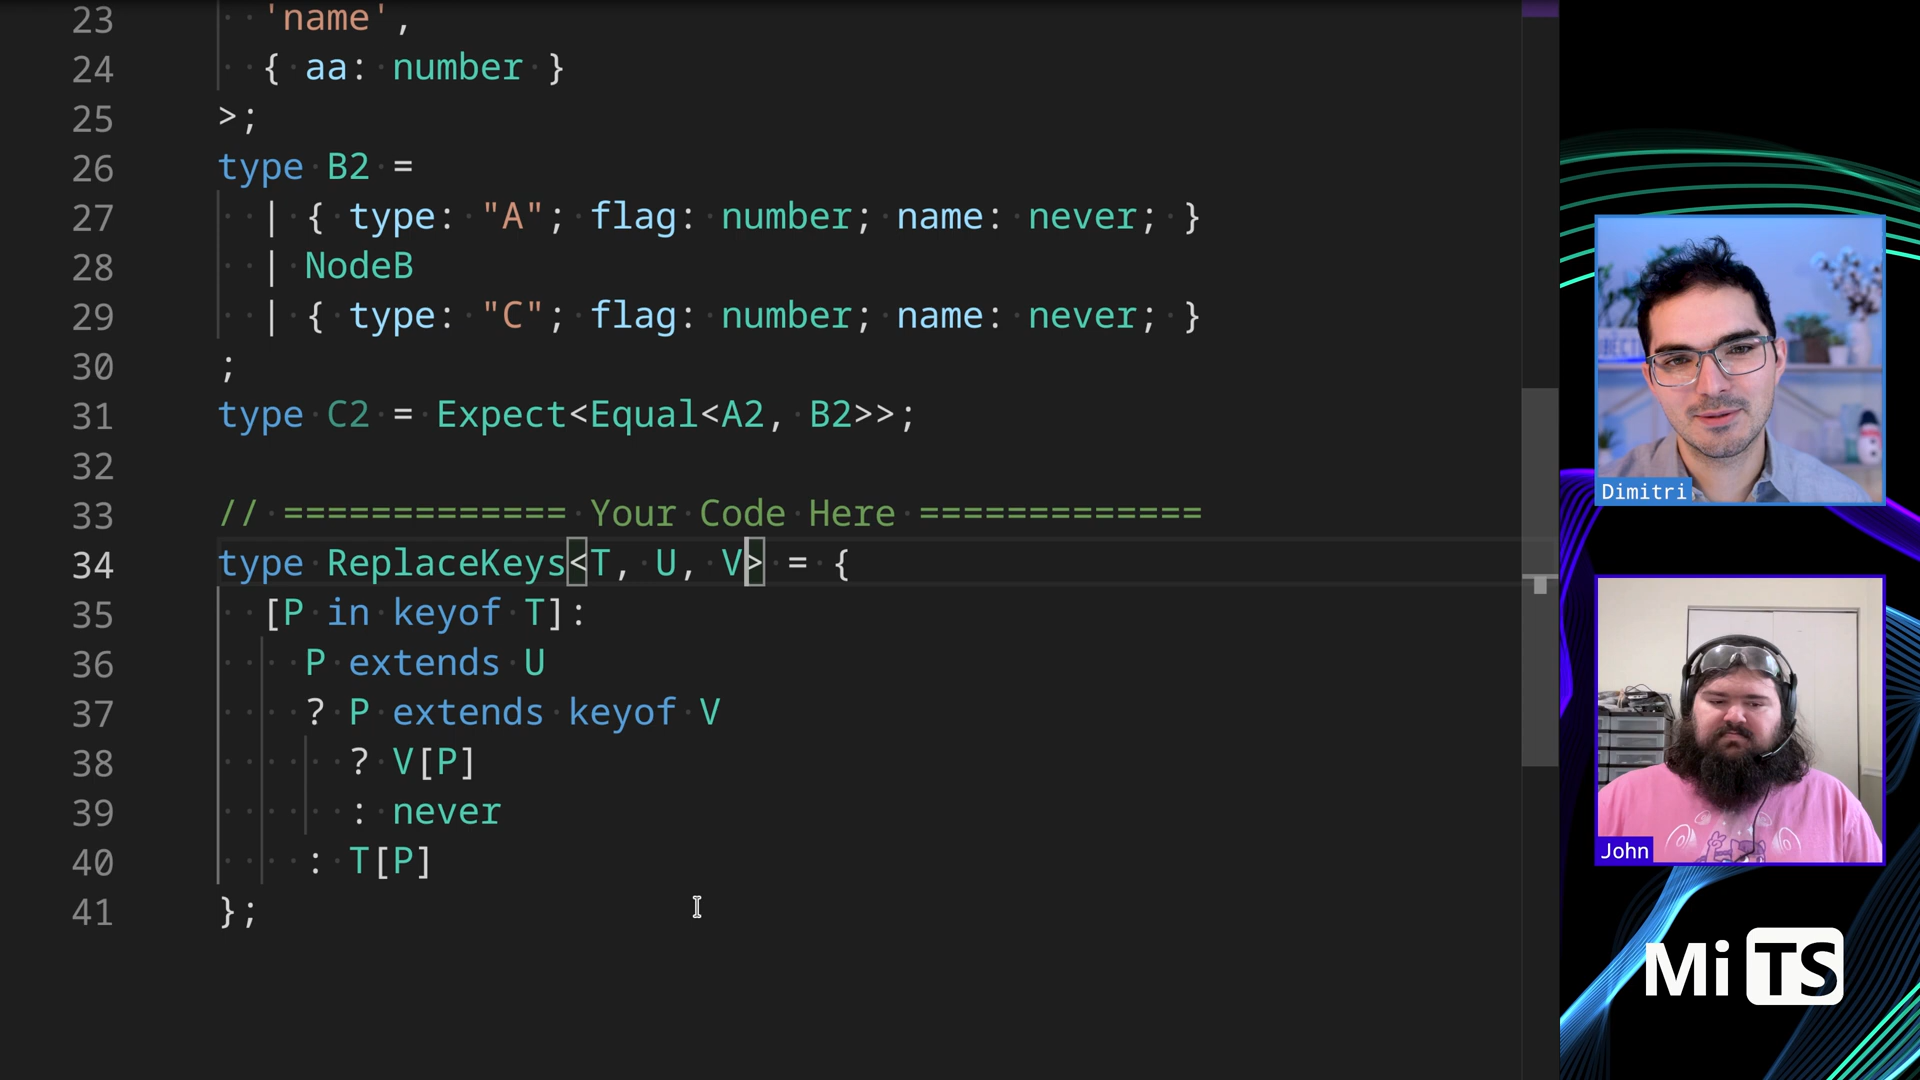 23 'name',
24 { aa: number }
25 >;
26 type B2 =
27 | { type: "A"; flag: number; name: never; }
28 | NodeB
29 | { type: "C"; flag: number; name: never; }
30 ;
31 type C2 = Expect<Equal<A2, B2>>;
32
33 // ============= Your Code Here =============
34 type ReplaceKeys<T, U, V> = {
35 [P in keyof T]:
36 P extends U
37 ? P extends keyof V
38 ? V[P]
39 : never
40 : T[P]
41 };
Dimitri
John
Mi TS